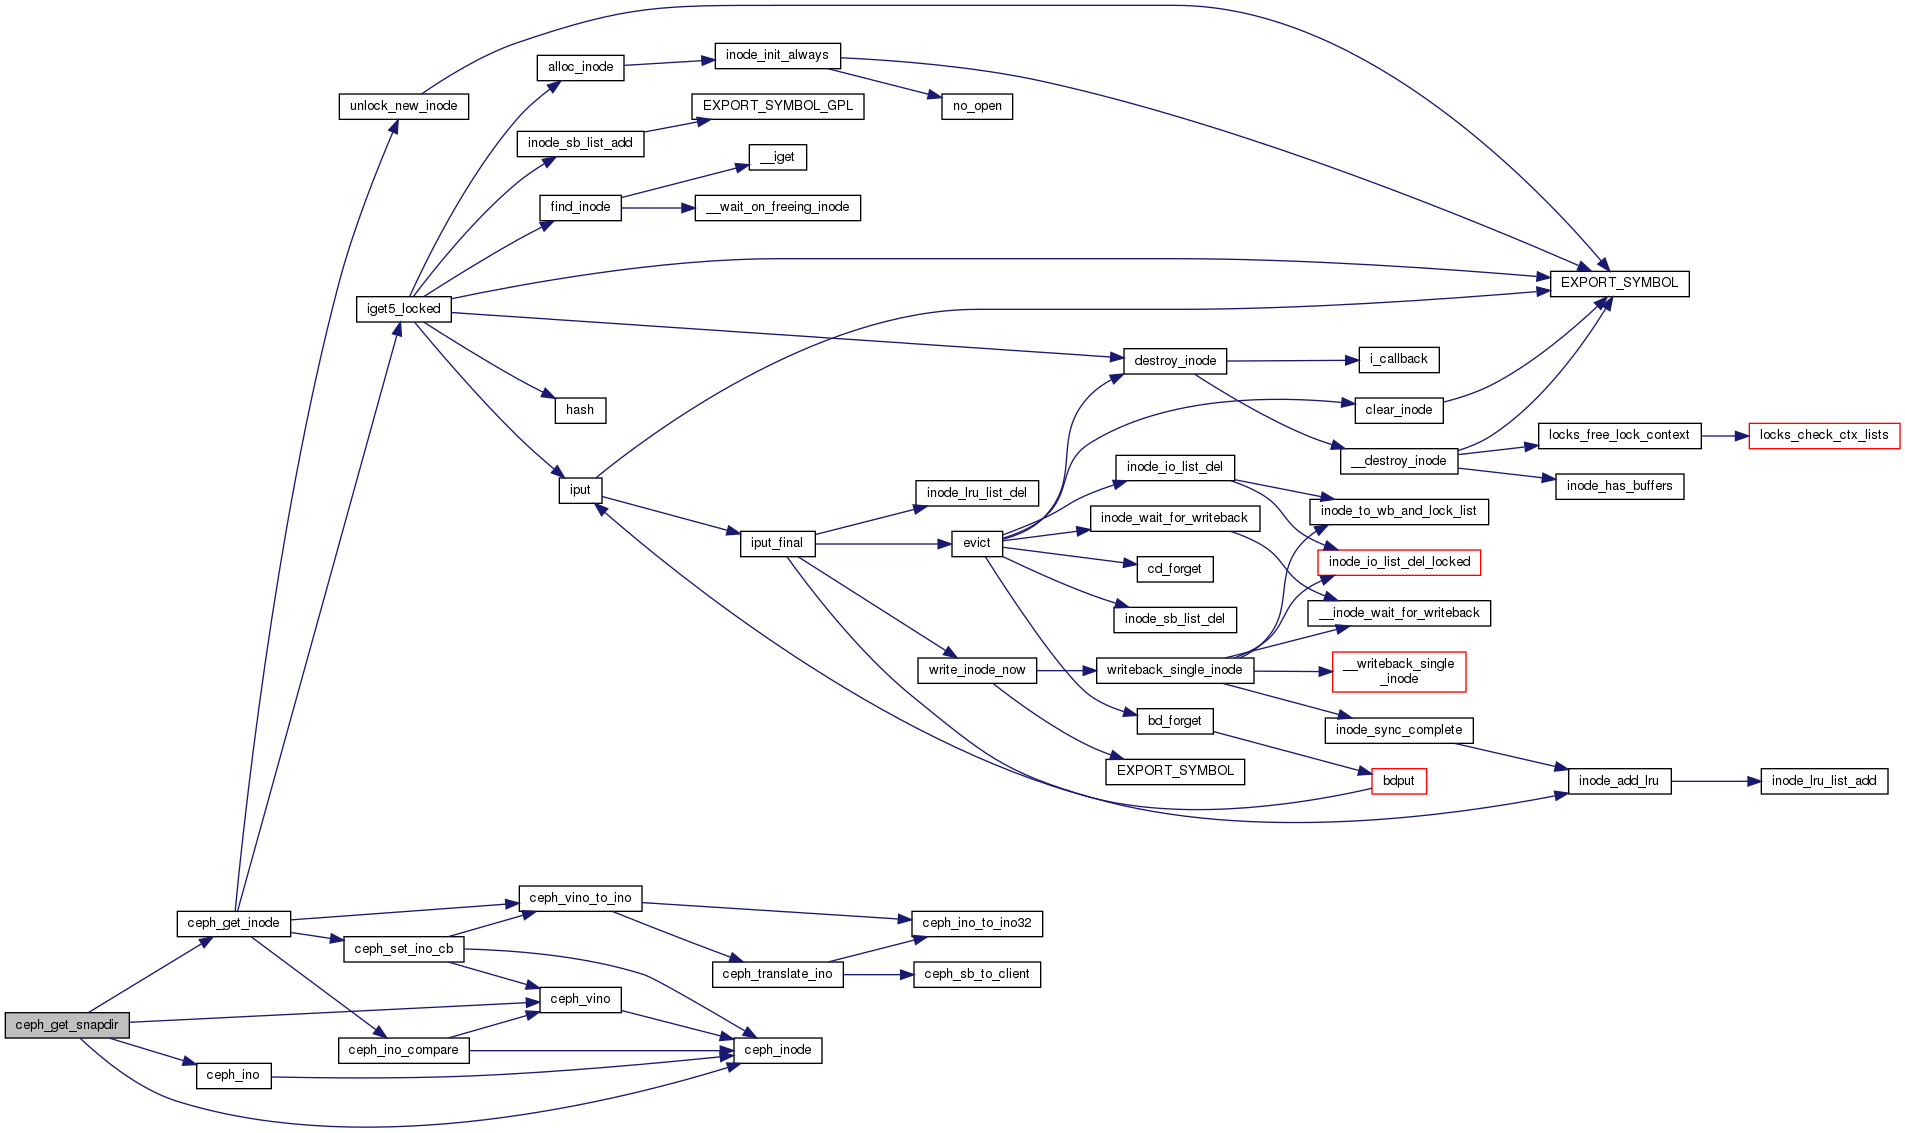 inode_init_always
alloc_inode
unlock_new_inode
EXPORT_SYMBOL_GPL
no_open
inode_sb_list_add
__iget
find_inode
__wait_on_freeing_inode
EXPORT_SYMBOL
iget5_locked
destroy_inode
i_callback
hash
clear_inode
locks_free_lock_context
locks_check_ctx_lists
__destroy_inode
inode_io_list_del
iput
inode_lru_list_del
inode_has_buffers
inode_to_wb_and_lock_list
inode_wait_for_writeback
iput_final
evict
inode_io_list_del_locked
cd_forget
__inode_wait_for_writeback
inode_sb_list_del
write_inode_now
writeback_single_inode
__writeback_single
_inode
bd_forget
inode_sync_complete
EXPORT_SYMBOL
bdput
inode_add_lru
inode_lru_list_add
ceph_vino_to_ino
ceph_get_inode
ceph_ino_to_ino32
ceph_set_ino_cb
ceph_translate_ino
ceph_sb_to_client
ceph_vino
ceph_get_snapdir
ceph_ino_compare
ceph_inode
ceph_ino